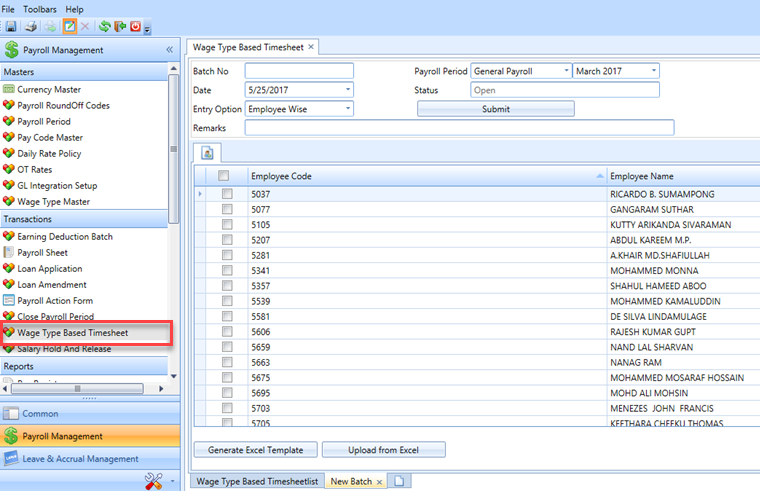 File Toolbars Help
Payroll Management «
Masters
Currency Master
Payroll RoundOff Codes
Payroll Period
Pay Code Master
Daily Rate Policy
OT Rates
GL Integration Setup
Wage Type Master
Transactions
Earning Deduction Batch
Payroll Sheet
Loan Application
Loan Amendment
Payroll Action Form
Close Payroll Period
Wage Type Based Timesheet
Salary Hold And Release
Reports
Common
Payroll Management
Leave & Accrual Management
Wage Type Based Timesheet ×
Batch No Payroll Period General Payroll March 2017
Date 5/25/2017 Status Open
Entry Option Employee Wise Submit
Remarks
Employee Code Employee Name
5037 RICARDO B. SUMAMPONG
5077 GANGARAM SUTHAR
5105 KUTTY ARIKANDA SIVARAMAN
5207 ABDUL KAREEM M.P.
5281 A.KHAIR MD.SHAFIULLAH
5341 MOHAMMED MONNA
5357 SHAHUL HAMEED ABOO
5539 MOHAMMED KAMALUDDIN
5581 DE SILVA LINDAMULAGE
5606 RAJESH KUMAR GUPT
5659 NAND LAL SHARVAN
5663 NANAG RAM
5675 MOHAMMED MOSARAF HOSSAIN
5695 MOHD ALI MOHSIN
5703 MENEZES JOHN FRANCIS
5705 KEETHARA CHEEKU THOMAS
Generate Excel Template Upload from Excel
Wage Type Based Timesheetlist New Batch ×